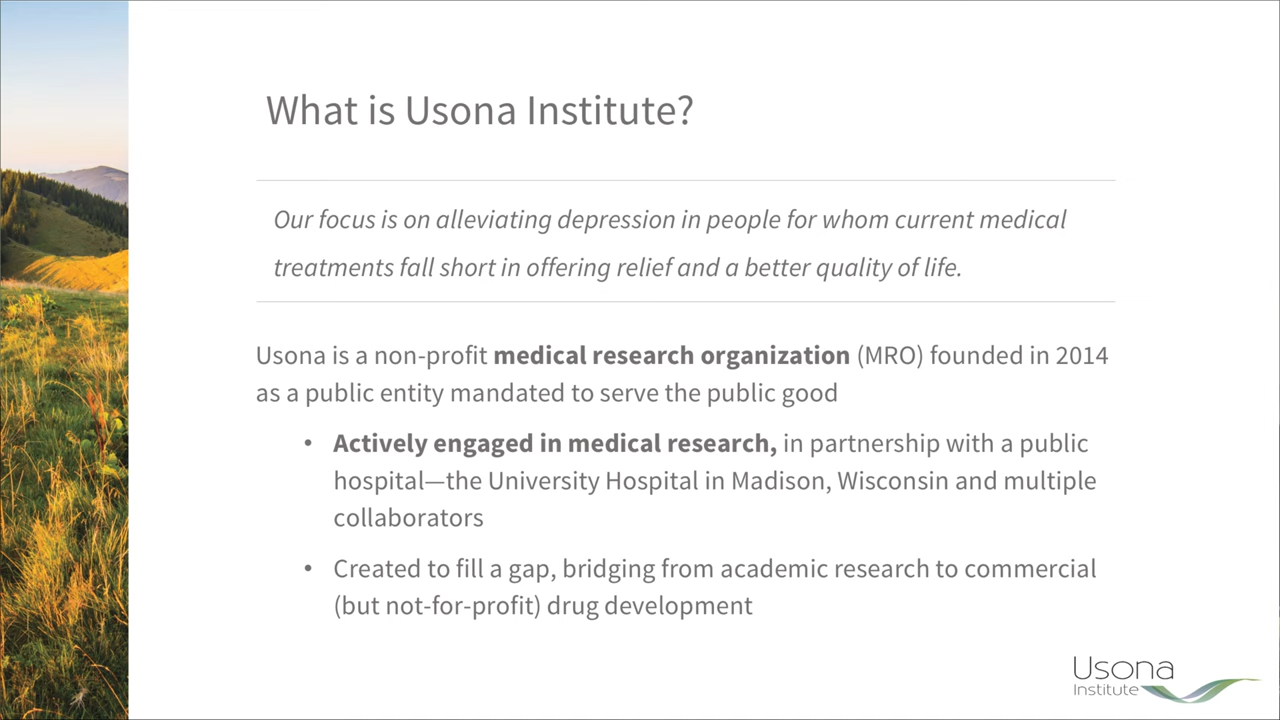 What is Usona Institute?
Our focus is on alleviating depression in people for whom current medical
treatments fall short in offering relief and a better quality of life.
Usona is a non-profit medical research organization (MRO) founded in 2014
as a public entity mandated to serve the public good
• Actively engaged in medical research, in partnership with a public
hospital—the University Hospital in Madison, Wisconsin and multiple
collaborators
• Created to fill a gap, bridging from academic research to commercial
(but not-for-profit) drug development
Usona
Institute